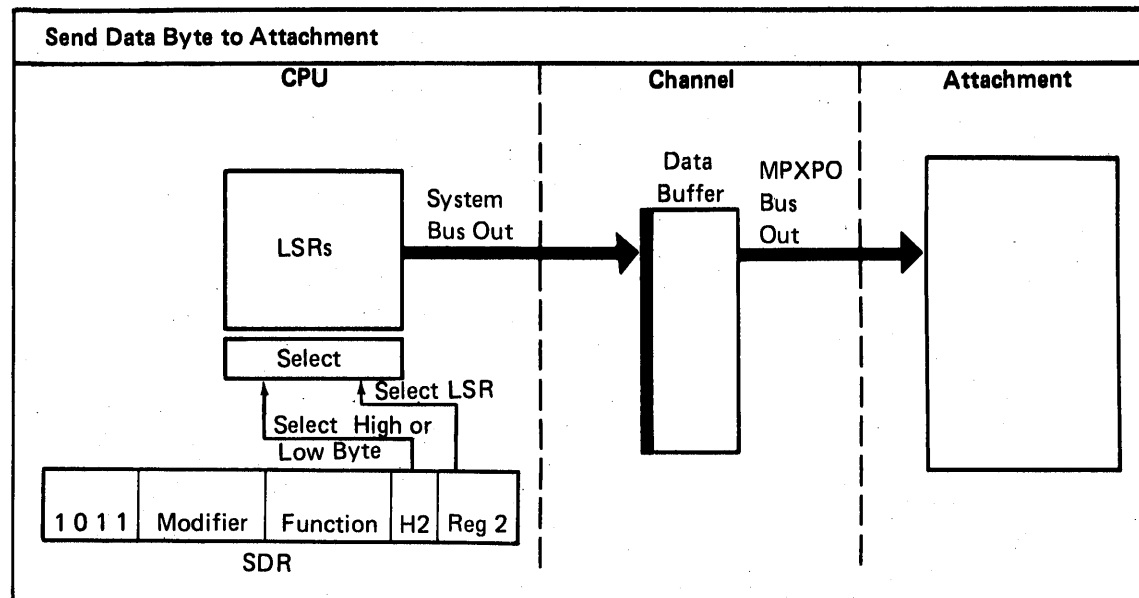 Send Data Byte to Attachment
CPU
Channel
Attachment
LSRs
System
Bus Out
Data
Buffer
MPXPO
Bus
Out
Select
Select LSR
Select High or
Low Byte
1 0 1 1 Modifier Function H2 Reg 2
SDR